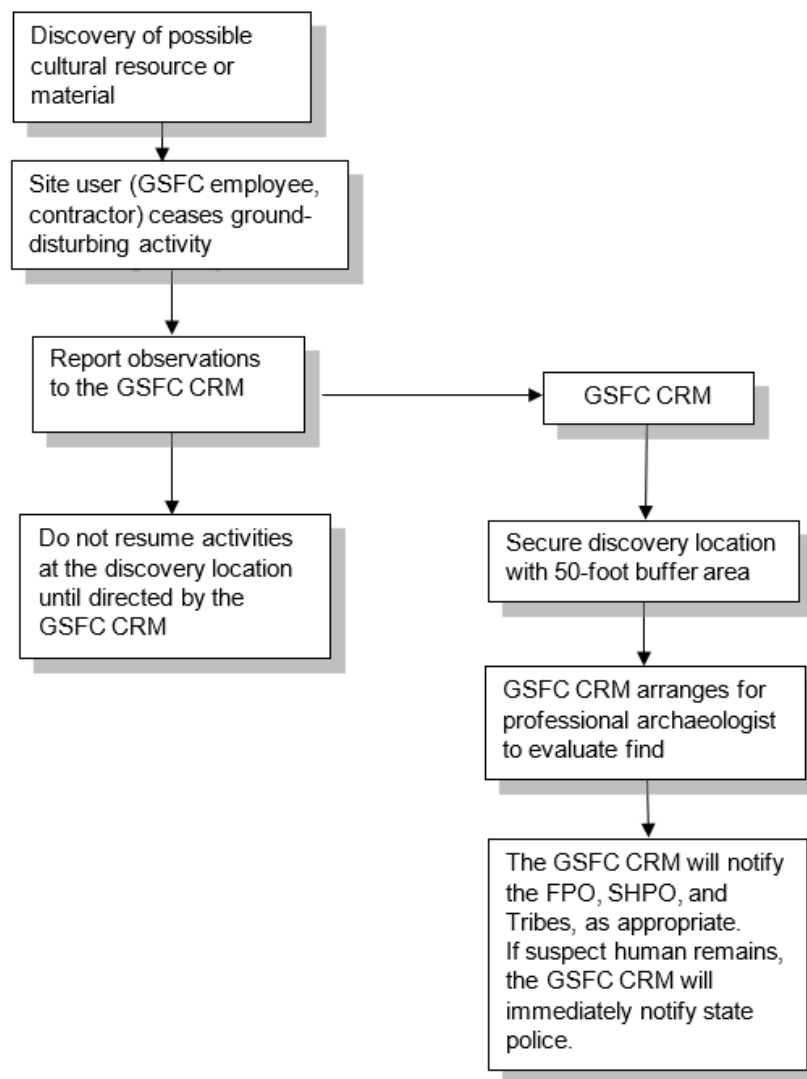 Discovery of possible
cultural resource or
material
Site user (GSFC employee,
contractor) ceases ground-
disturbing activity
Report observations
to the GSFC CRM
Do not resume activities
at the discovery location
until directed by the
GSFC CRM
GSFC CRM
Secure discovery location
with 50-foot buffer area
GSFC CRM arranges for
professional archaeologist
to evaluate find
The GSFC CRM will notify
the FPO, SHPO, and
Tribes, as appropriate.
If suspect human remains,
the GSFC CRM will
immediately notify state
police.